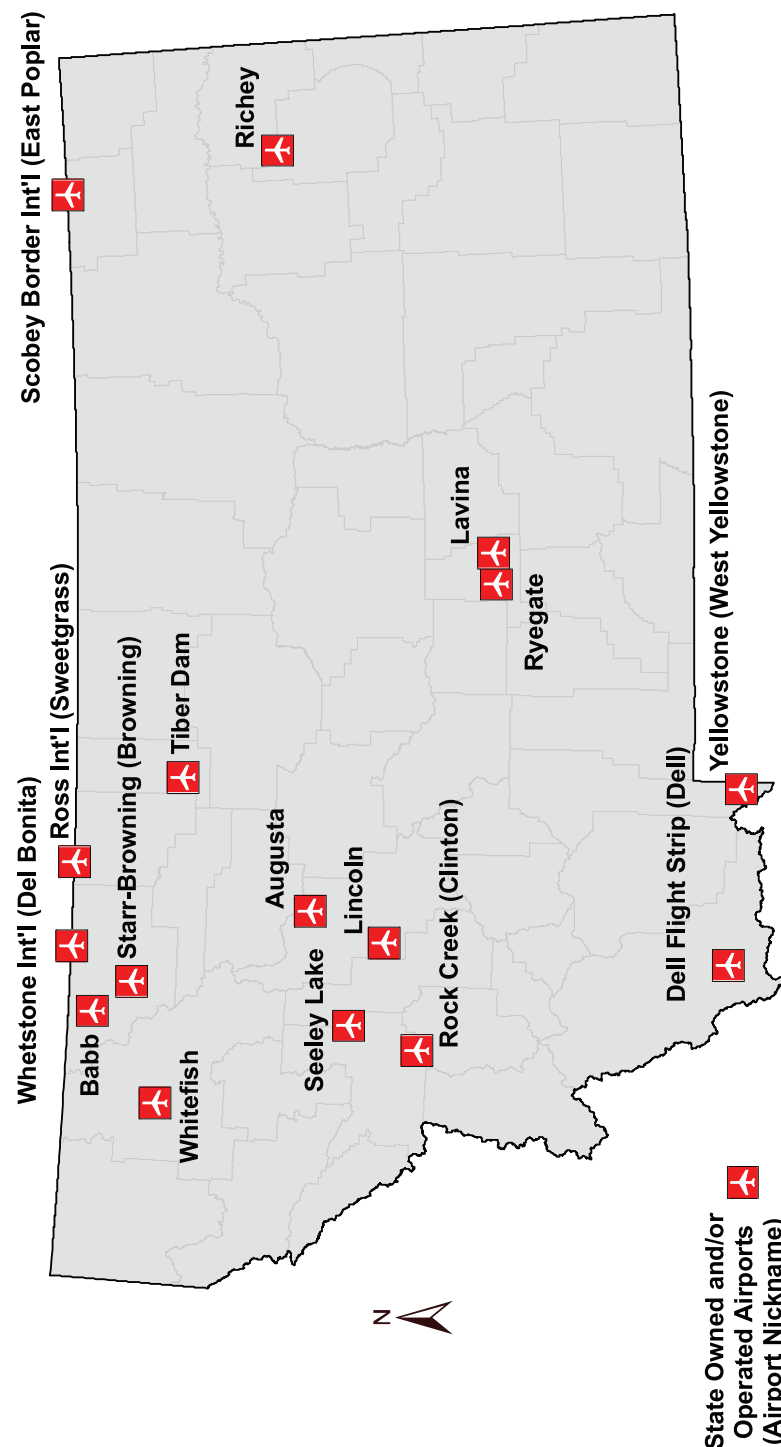 Whetstone Int'l (Del Bonita)
Scobey Border Int'l (East Poplar)
Ross Int'l (Sweetgrass)
Babb
Starr-Browning (Browning)
Tiber Dam
Whitefish
Richey
Augusta
Seeley Lake
Lincoln
N
Rock Creek (Clinton)
Lavina
Ryegate
Dell Flight Strip (Dell)
Yellowstone (West Yellowstone)
State Owned and/or
Operated Airports
(Airport Nickname)